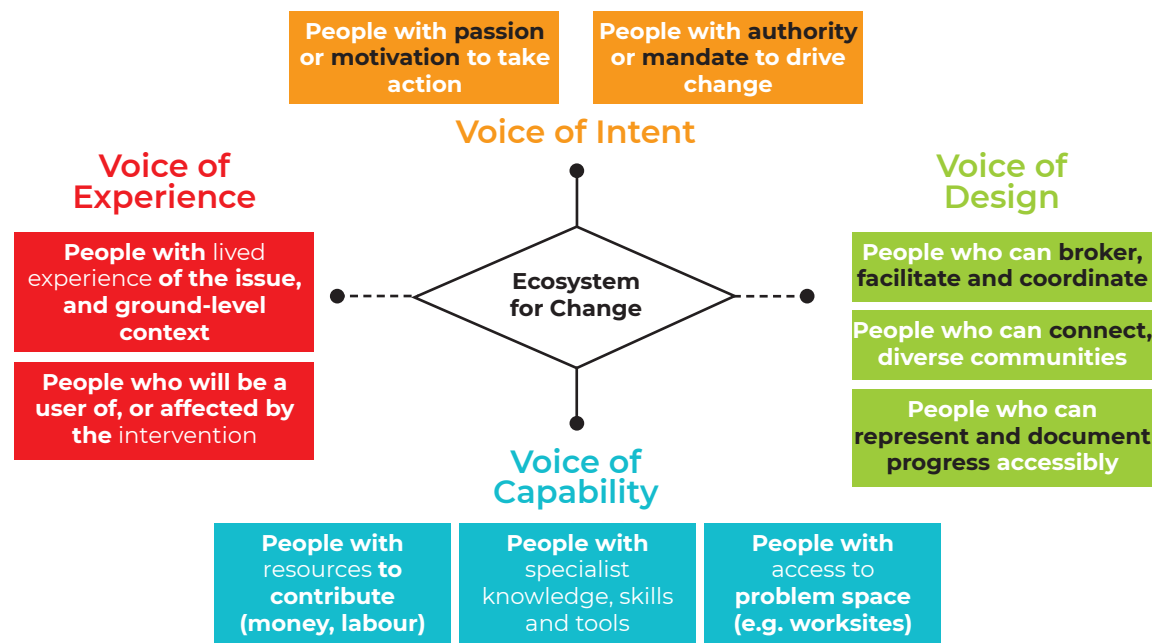 People with passion
or motivation to take
action
People with authority
or mandate to drive
change
Voice of Intent
Voice of
Experience
People with lived
experience of the issue,
and ground-level
context
People who will be a
user of, or affected by
the intervention
Ecosystem
for Change
Voice of
Design
People who can broker,
facilitate and coordinate
People who can connect,
diverse communities
People who can
represent and document
progress accessibly
Voice of
Capability
People with
resources to
contribute
(money, labour)
People with
specialist
knowledge, skills
and tools
People with
access to
problem space
(e.g. worksites)